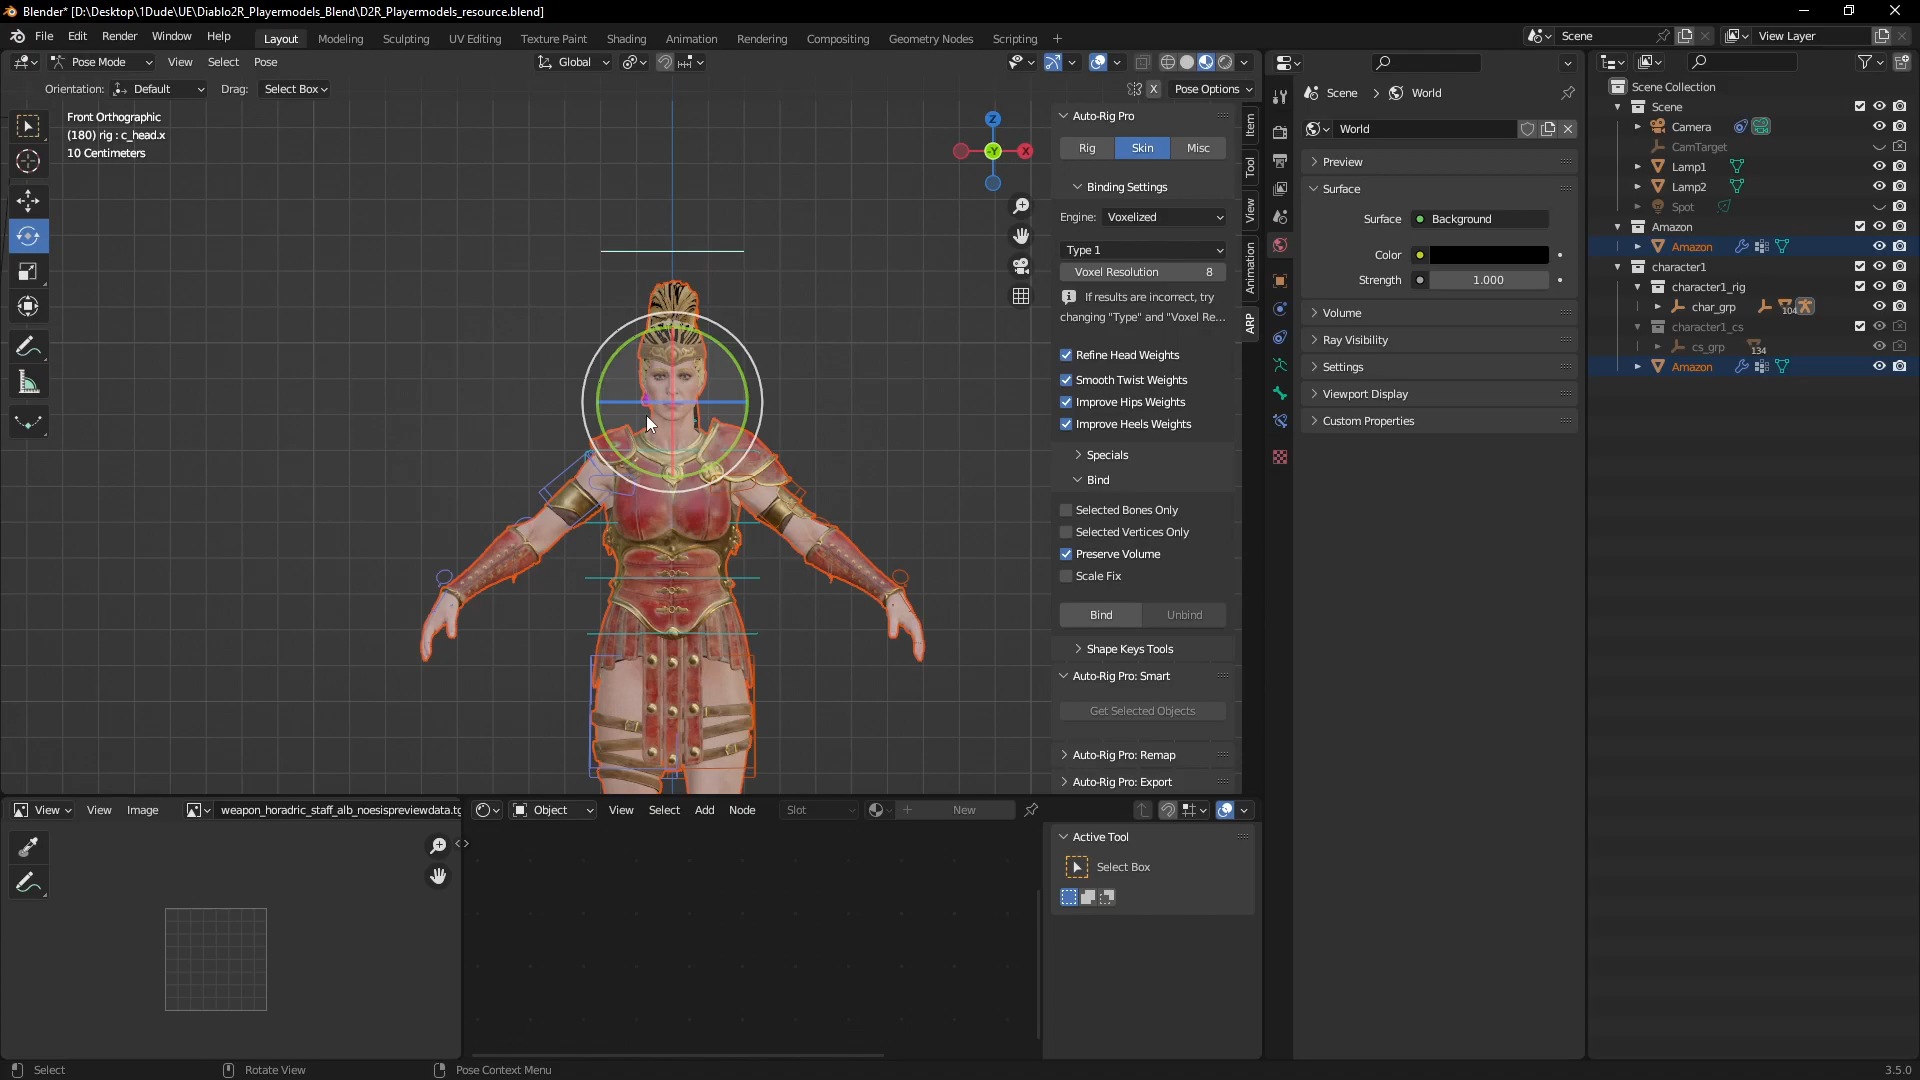 Blender* [D:\Desktop\1Dude\UE\Diablo2R_Playermodels_Blend\D2R_Playermodels_resource.blend]
File Edit Render Window Help Layout Modeling Sculpting UV Editing Texture Paint Shading Animation Rendering Compositing Geometry Nodes Scripting + Scene View Layer
Pose Mode View Select Pose Global
Orientation: Default Drag: Select Box X Pose Options
Front Orthographic
(180) rig : c_head.x
10 Centimeters
Z
-Y X
Auto-Rig Pro
Rig Skin Misc
Binding Settings
Engine: Voxelized
Type 1
Voxel Resolution 8
If results are incorrect, try
changing "Type" and "Voxel Re...
Refine Head Weights
Smooth Twist Weights
Improve Hips Weights
Improve Heels Weights
Specials
Bind
Selected Bones Only
Selected Vertices Only
Preserve Volume
Scale Fix
Bind Unbind
Shape Keys Tools
Auto-Rig Pro: Smart
Get Selected Objects
Auto-Rig Pro: Remap
Auto-Rig Pro: Export
Item
Tool
View
Animation
ARP
Scene > World
World
Preview
Surface
Surface Background
Color
Strength 1.000
Volume
Ray Visibility
Settings
Viewport Display
Custom Properties
Scene Collection
Scene
Camera
CamTarget
Lamp1
Lamp2
Spot
Amazon
Amazon
character1
character1_rig
char_grp 104
character1_cs
cs_grp 134
Amazon
View View Image weapon_horadric_staff_alb_noesispreviewdata.tg
Object View Select Add Node Slot New
Active Tool
Select Box
Select Rotate View Pose Context Menu 3.5.0